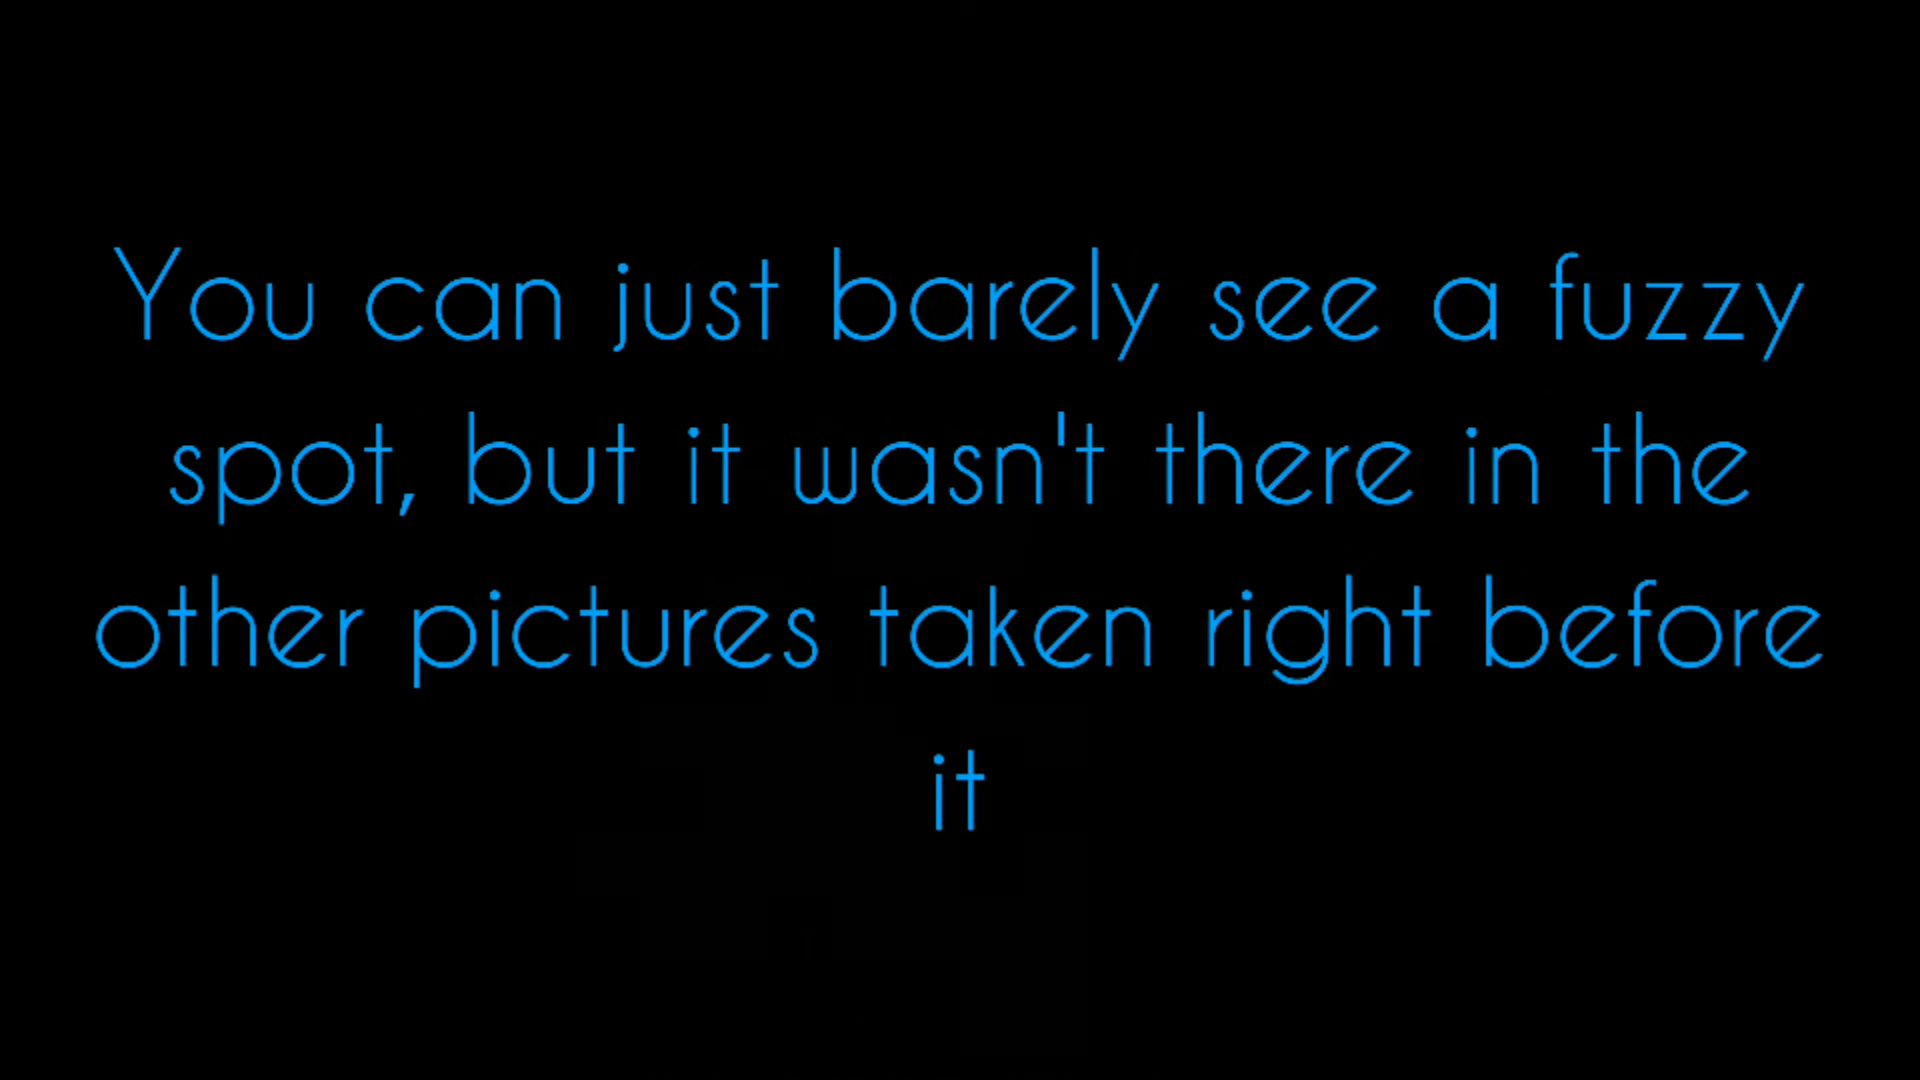 You can just barely see a fuzzy
spot, but it wasn't there in the
other pictures taken right before
it